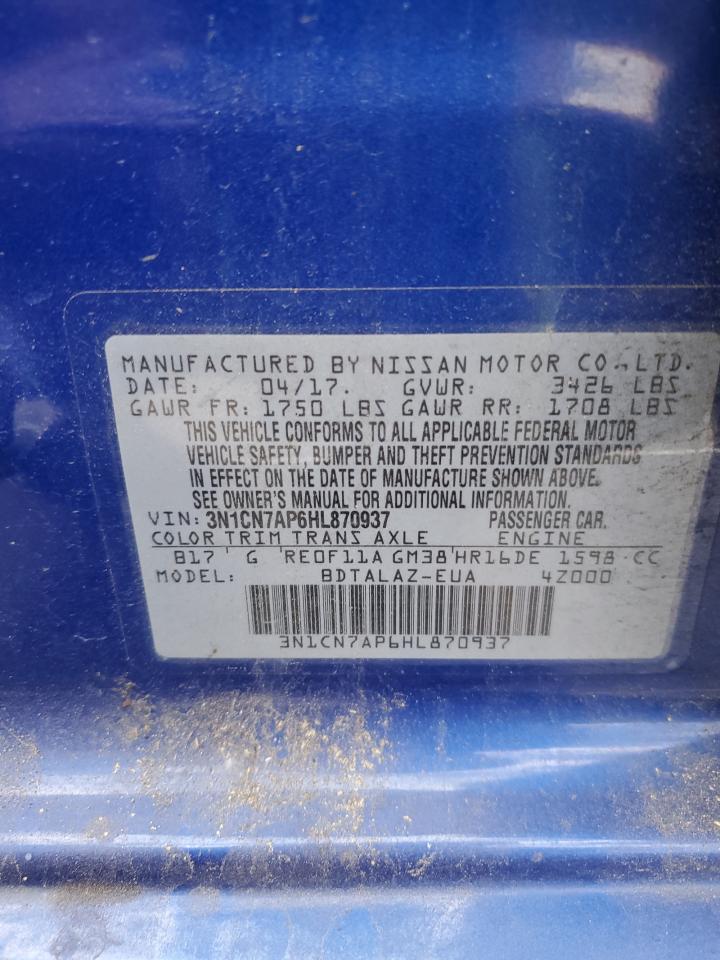 MANUFACTURED BY NISSAN MOTOR CO., LTD.
DATE: 04/17. GVWR: 3426 LBS
GAWR FR: 1750 LBS GAWR RR: 1708 LBS
THIS VEHICLE CONFORMS TO ALL APPLICABLE FEDERAL MOTOR
VEHICLE SAFETY, BUMPER AND THEFT PREVENTION STANDARDS
IN EFFECT ON THE DATE OF MANUFACTURE SHOWN ABOVE.
SEE OWNER'S MANUAL FOR ADDITIONAL INFORMATION.
VIN: 3N1CN7AP6HL870937 PASSENGER CAR.
COLOR TRIM TRANS AXLE ENGINE
B17 G RE0F11A GM38 HR16DE 1598 CC
MODEL: BDTALAZ-EUA 4Z000
3N1CN7AP6HL870937